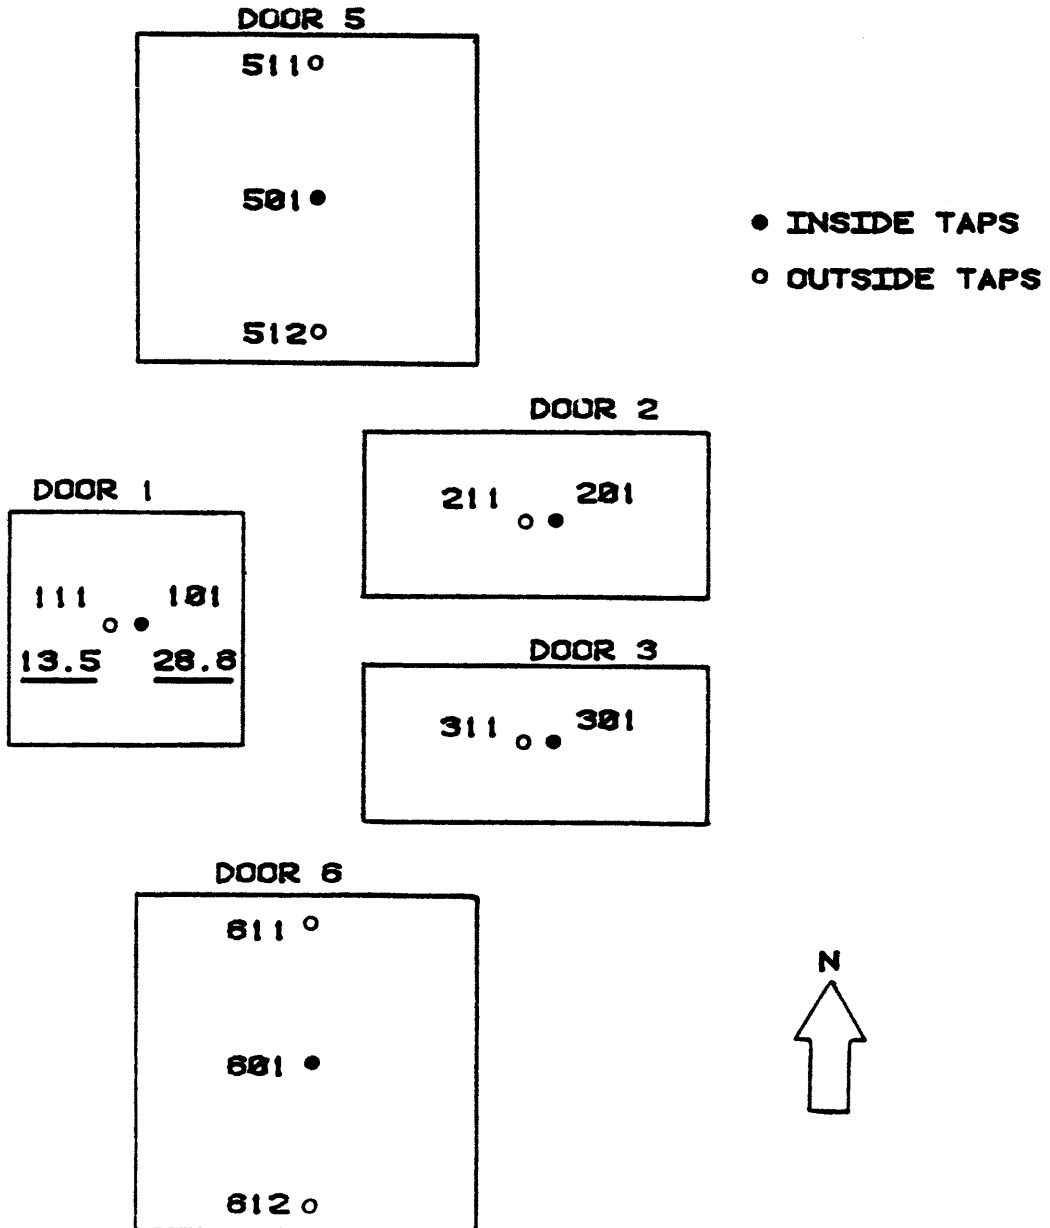 DOOR 5
511
501
512
INSIDE TAPS
OUTSIDE TAPS
DOOR 2
211 201
DOOR 1
111 101
13.5 28.6
DOOR 3
311 301
DOOR 6
611
601
612
N